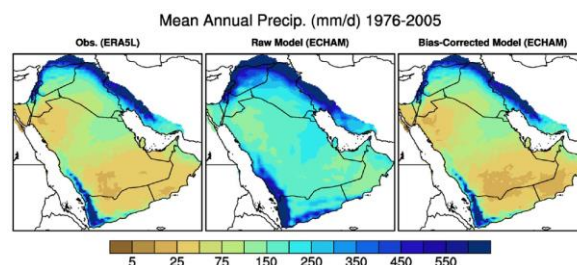 Mean Annual Precip. (mm/d) 1976-2005
Obs. (ERA5L)
Raw Model (ECHAM)
Bias-Corrected Model (ECHAM)
5 25 75 150 250 350 450 550